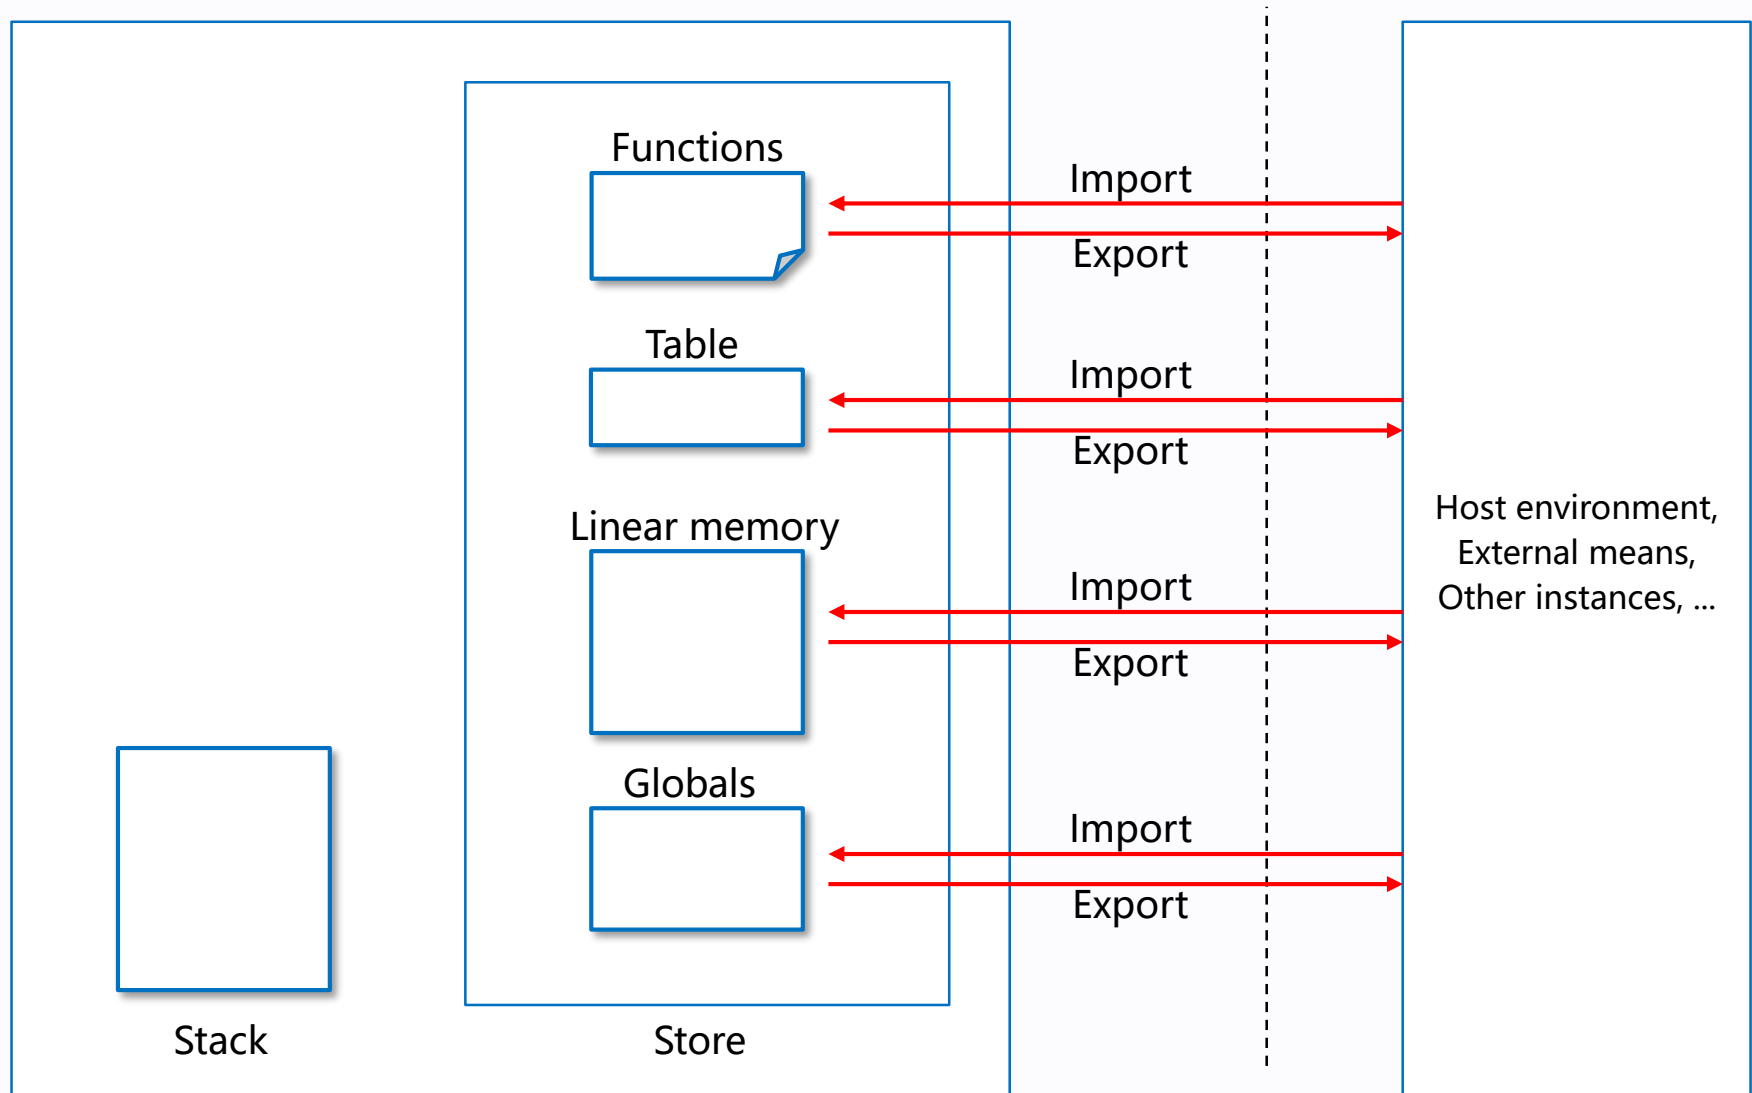 Functions
Import
Export
Table
Import
Export
Linear memory
Import
Export
Globals
Import
Export
Host environment,
External means,
Other instances, ...
Stack
Store